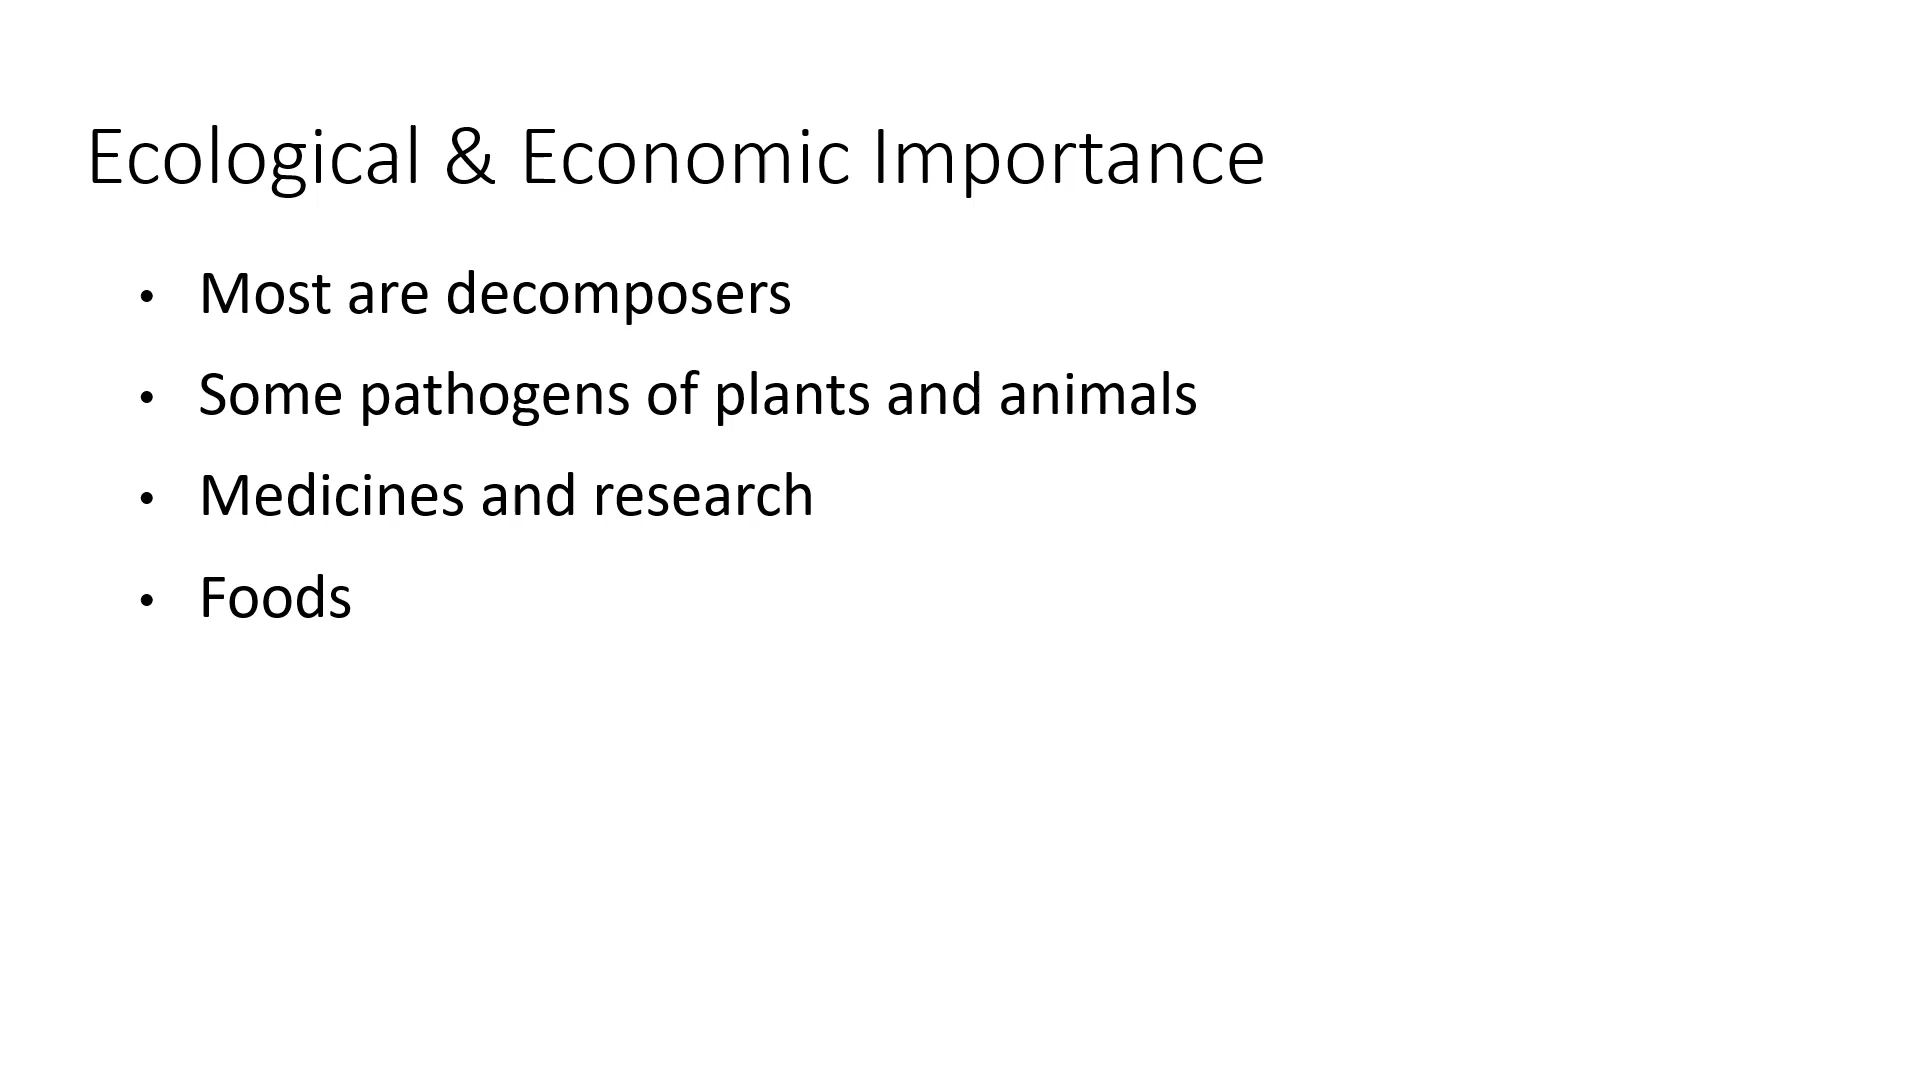 Ecological & Economic Importance
• Most are decomposers
• Some pathogens of plants and animals
• Medicines and research
• Foods